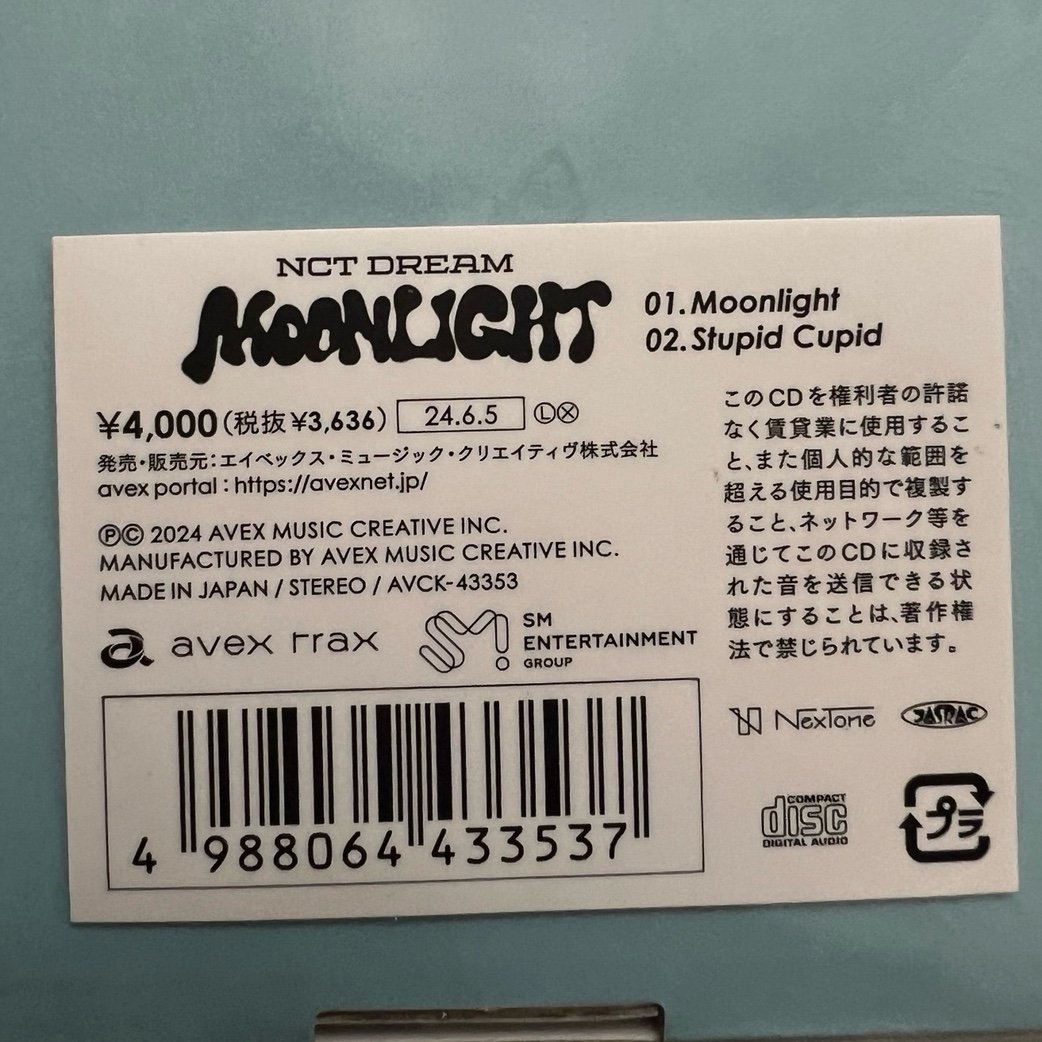 NCT DREAM
MOONLIGHT
01.Moonlight
02.Stupid Cupid
¥4,000(税抜¥3,636) 24.6.5 Ⓛ Ⓧ
発売・販売元:エイベックス・ミュージック・クリエイティヴ株式会社
avex portal : https://avexnet.jp/
ⓅⒸ 2024 AVEX MUSIC CREATIVE INC.
MANUFACTURED BY AVEX MUSIC CREATIVE INC.
MADE IN JAPAN / STEREO / AVCK-43353
avex trax
SM
ENTERTAINMENT
GROUP
4 988064 433537
このCDを権利者の許諾
なく賃貸業に使用するこ
と、また個人的な範囲を
超える使用目的で複製す
ること、ネットワーク等を
通じてこのCDに収録さ
れた音を送信できる状
態にすることは、著作権
法で禁じられています。
NexTone
JASRAC
COMPACT
disc
DIGITAL AUDIO
プラ